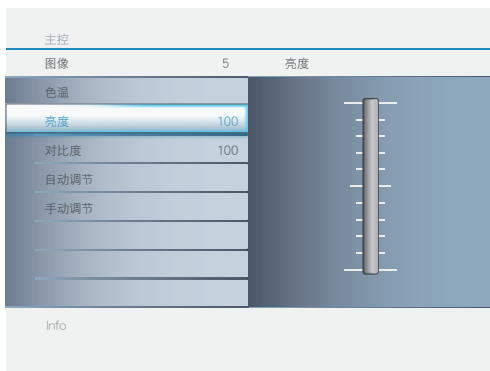 主控
图像 5 亮度
色温
亮度 100
对比度 100
自动调节
手动调节
Info